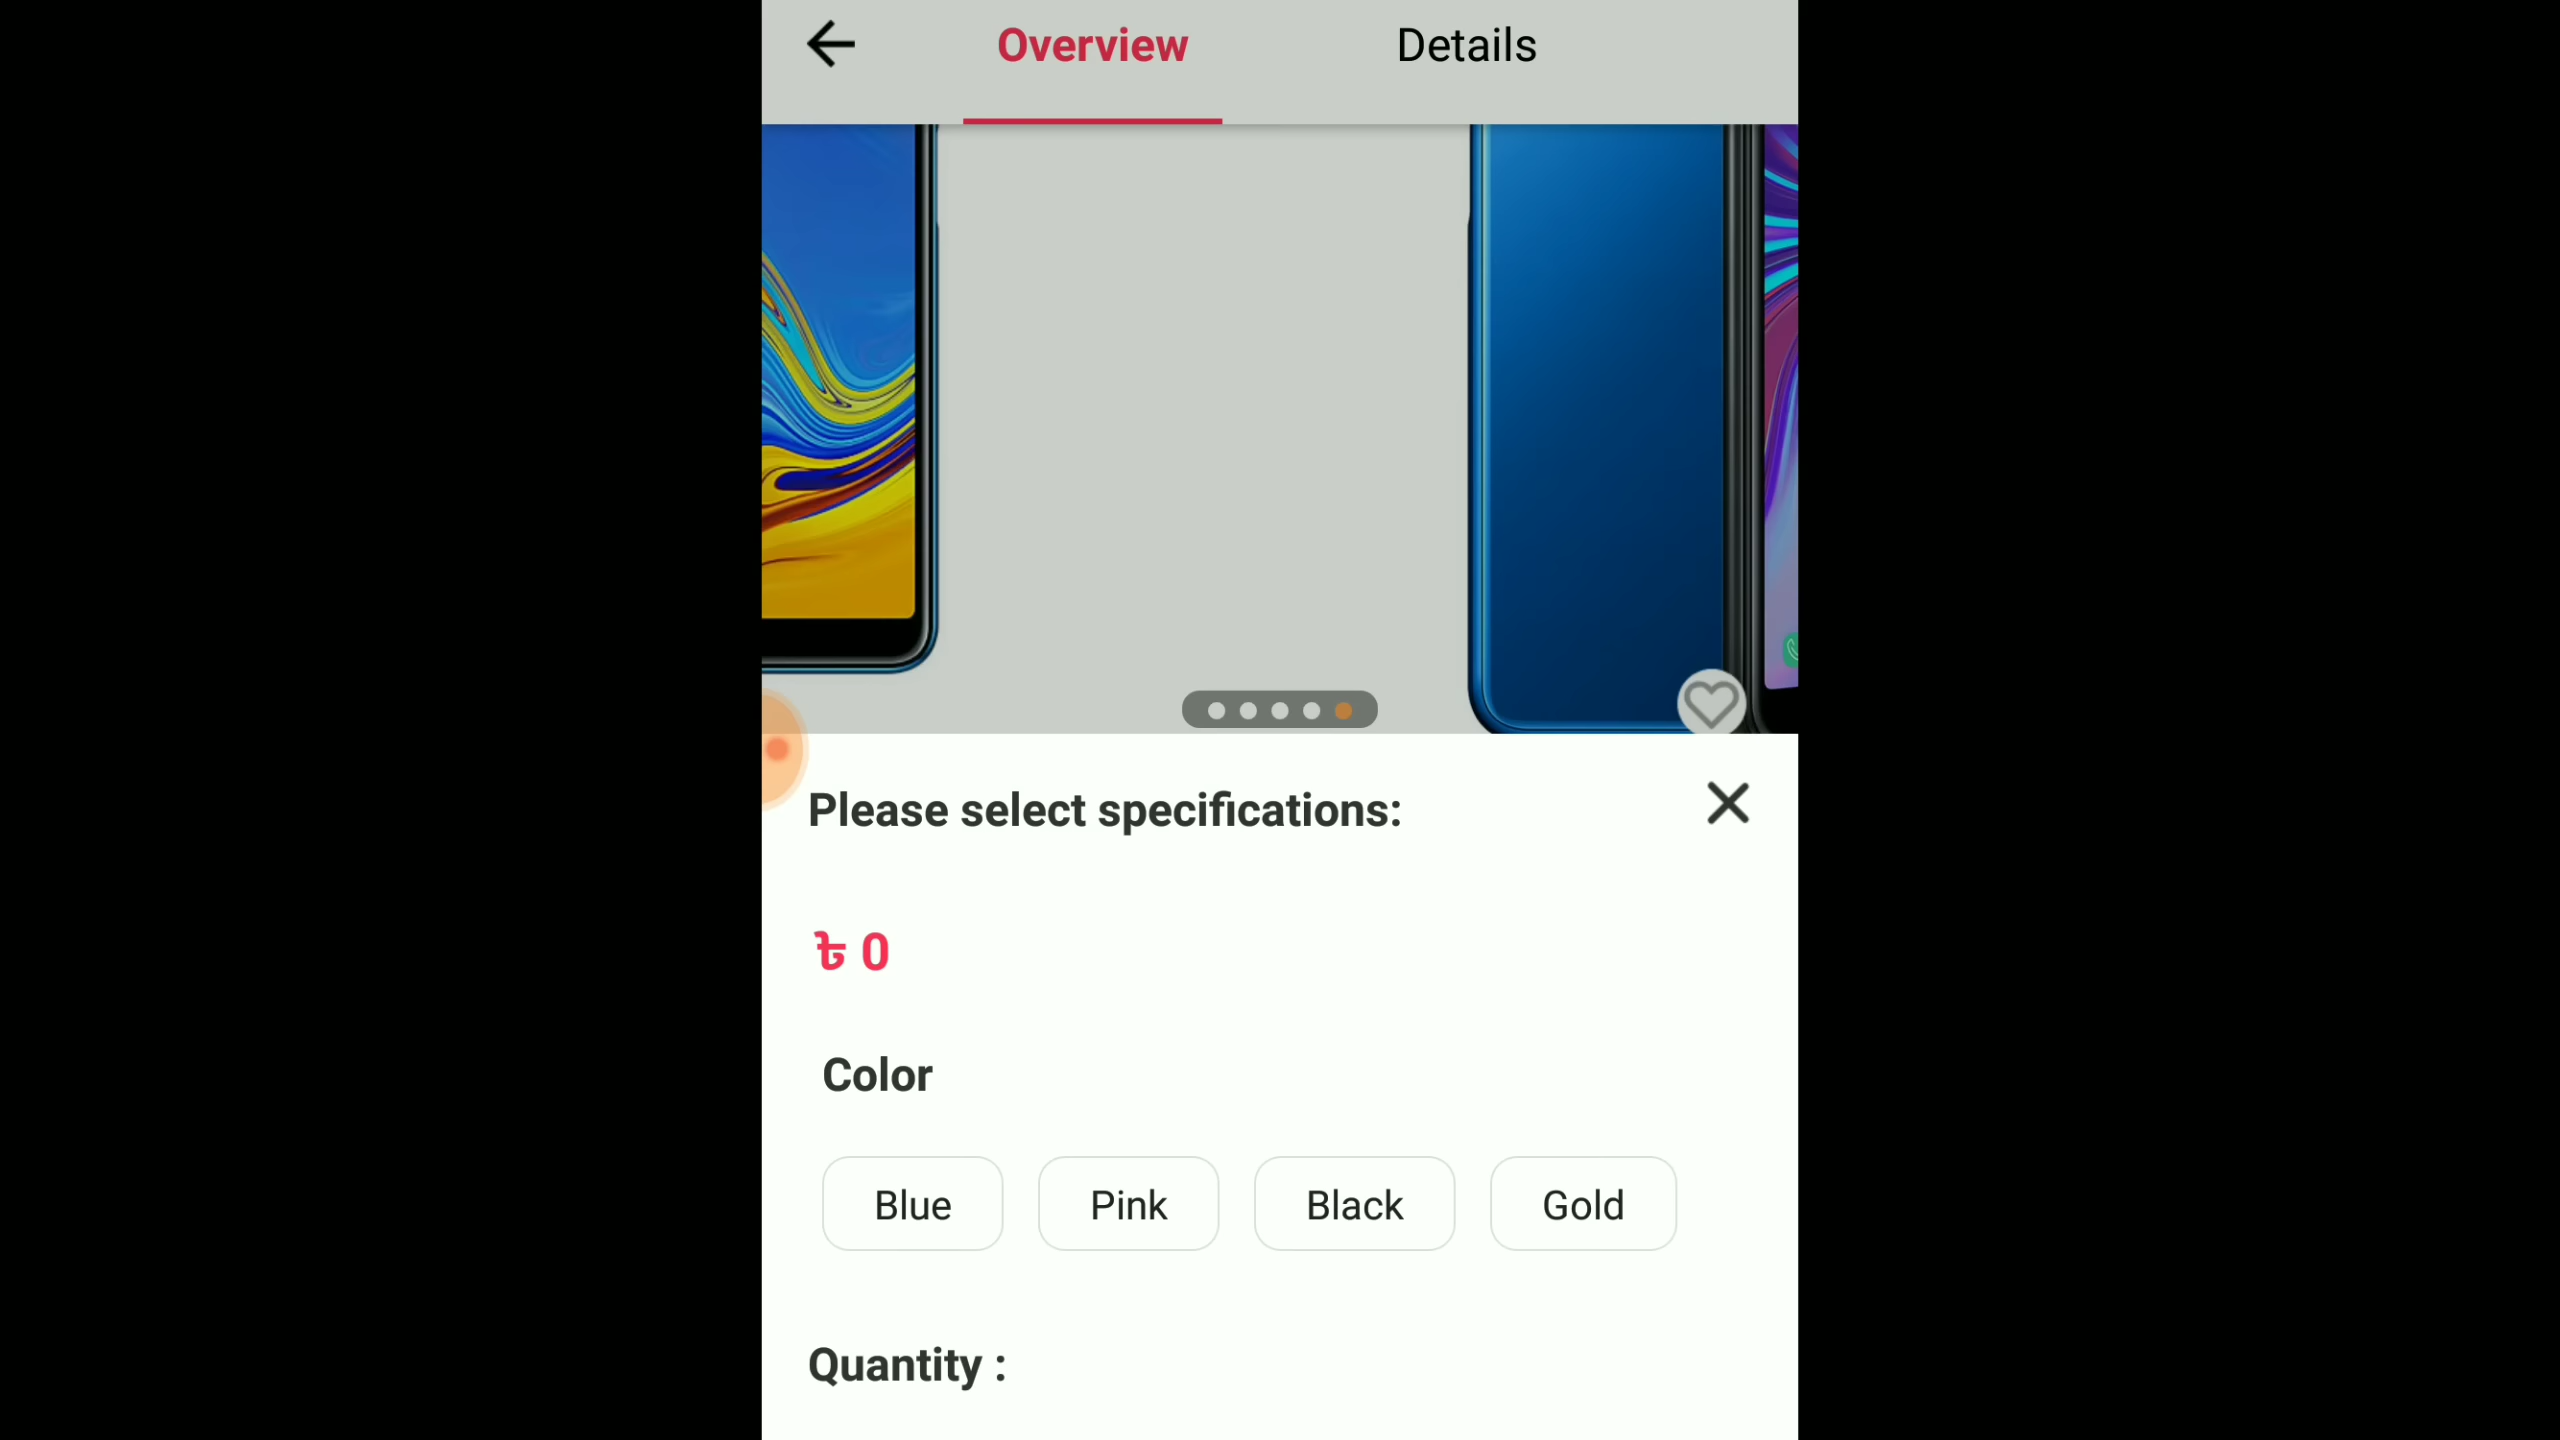 Overview Details
Please select specifications:
৳ 0
Color
Blue Pink Black Gold
Quantity :